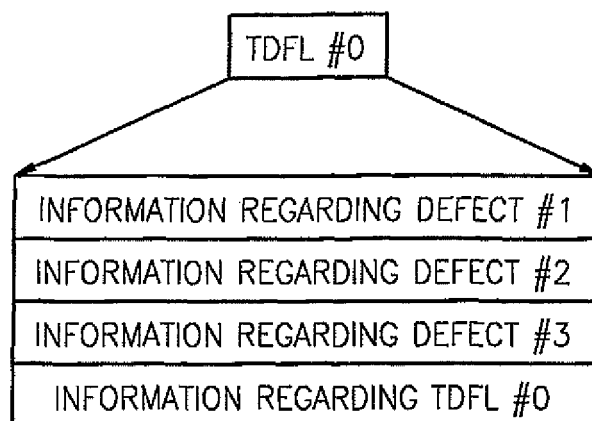 TDFL #0
INFORMATION REGARDING DEFECT #1
INFORMATION REGARDING DEFECT #2
INFORMATION REGARDING DEFECT #3
INFORMATION REGARDING TDFL #0